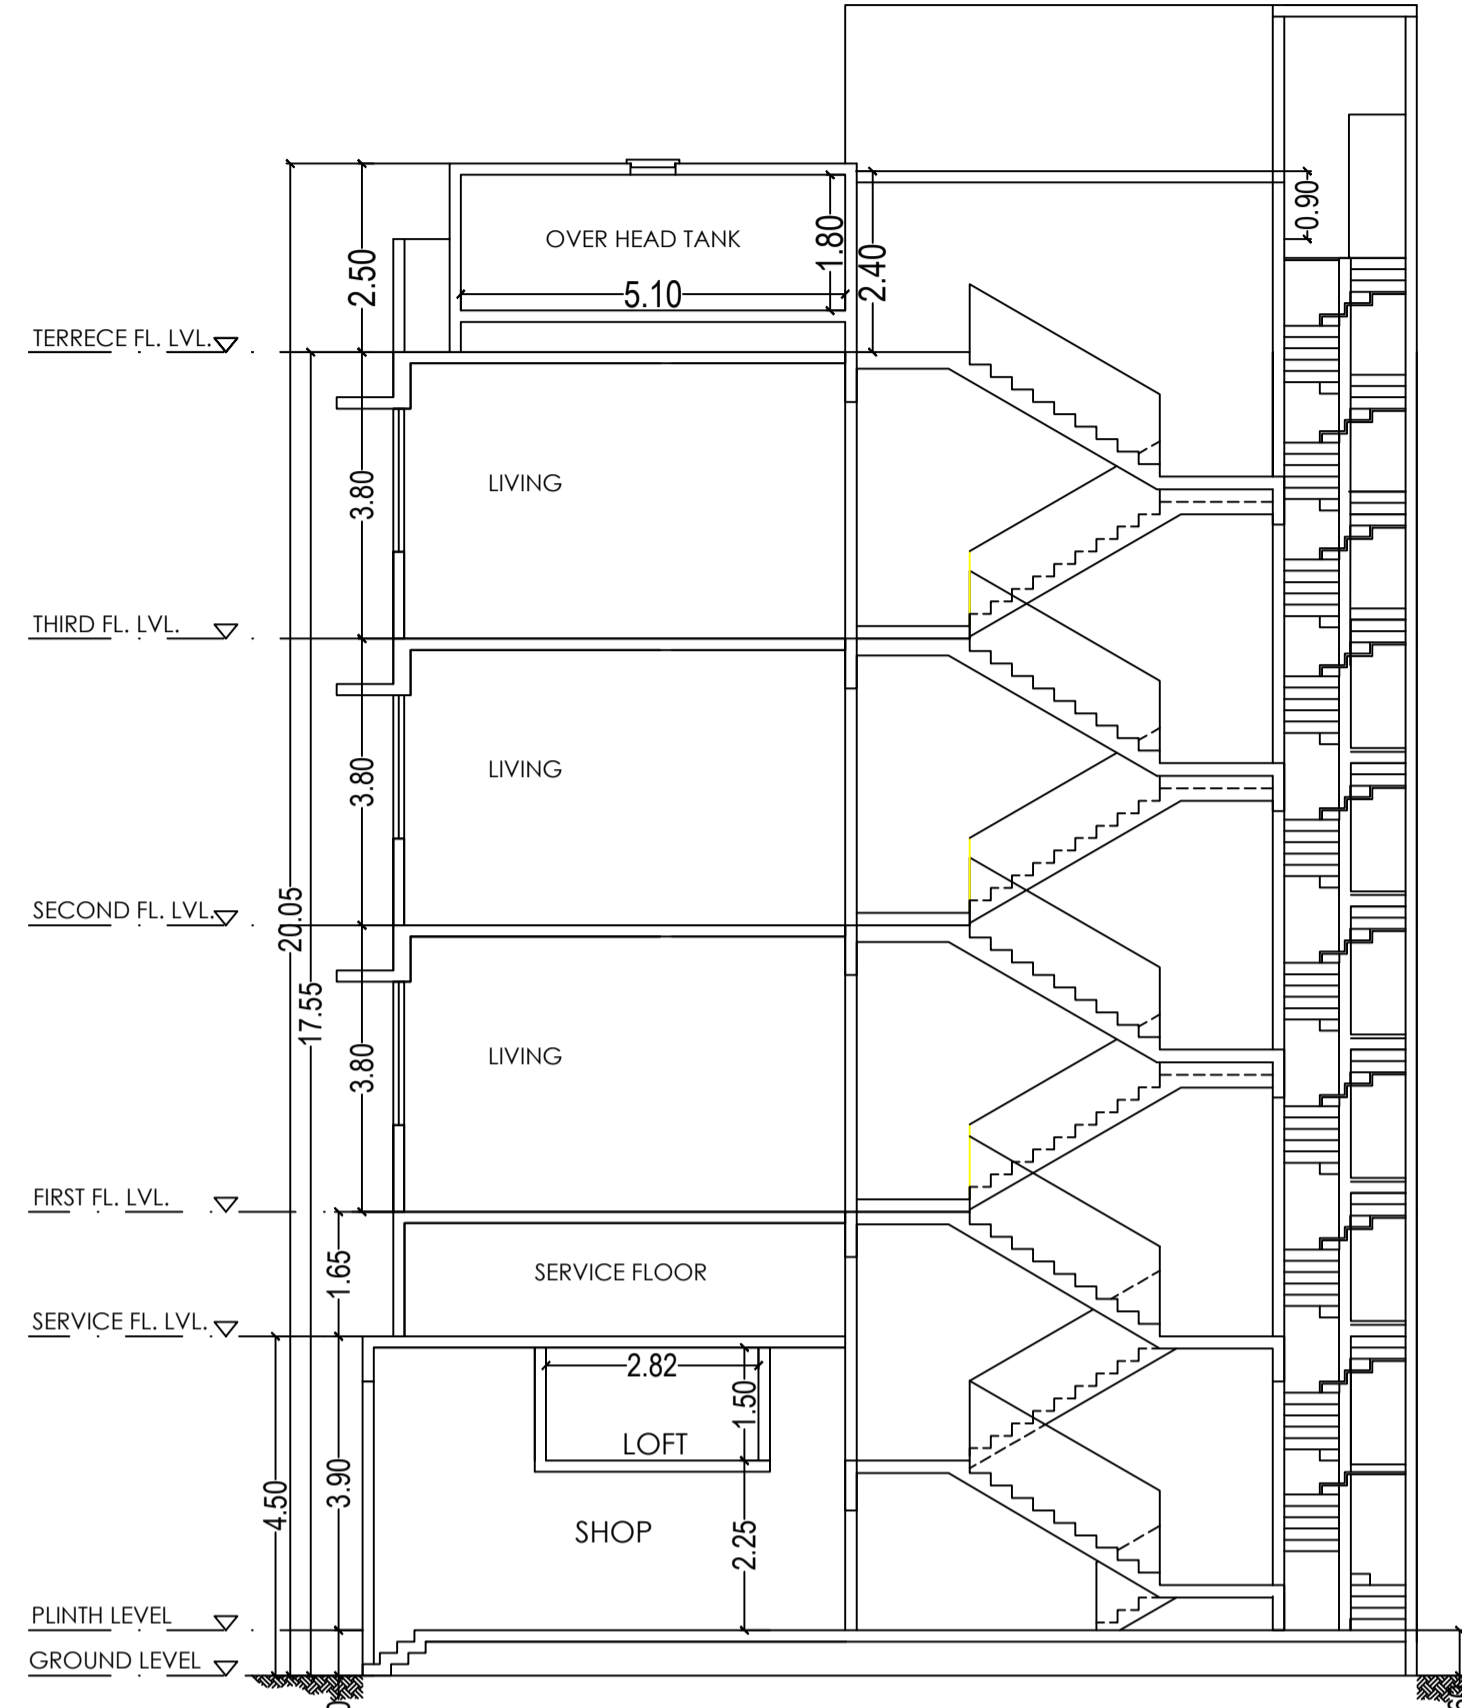 0.90
OVER HEAD TANK
1.80
2.40
2.50
5.10
TERRECE FL. LVL.
LIVING
3.80
THIRD FL. LVL.
LIVING
3.80
SECOND FL. LVL.
20.05
17.55
LIVING
3.80
FIRST FL. LVL.
1.65
SERVICE FLOOR
SERVICE FL. LVL.
2.82
1.50
LOFT
4.50
3.90
SHOP
2.25
PLINTH LEVEL
GROUND LEVEL